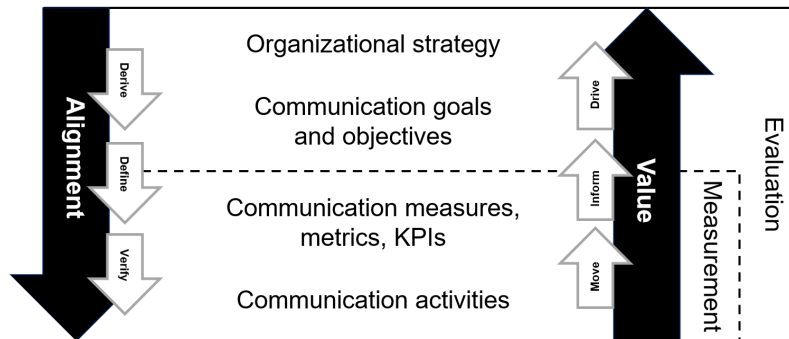 Organizational strategy
Derive
Drive
Communication goals
and objectives
Alignment
Define
Inform
Value
Evaluation
Communication measures,
metrics, KPIs
Measurement
Verify
Move
Communication activities